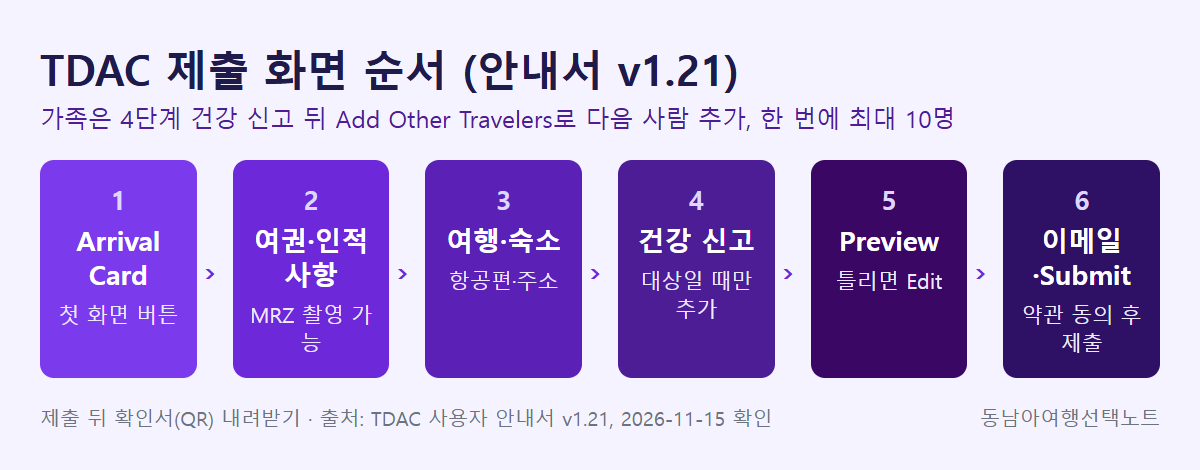 TDAC 제출 화면 순서 (안내서 v1.21)
가족은 4단계 건강 신고 뒤 Add Other Travelers로 다음 사람 추가, 한 번에 최대 10명
1
Arrival
Card
첫 화면 버튼
›
2
여권·인적
사항
MRZ 촬영 가
능
›
3
여행·숙소
항공편·주소
›
4
건강 신고
대상일 때만
추가
›
5
Preview
틀리면 Edit
›
6
이메일
·Submit
약관 동의 후
제출
제출 뒤 확인서(QR) 내려받기 · 출처: TDAC 사용자 안내서 v1.21, 2026-11-15 확인
동남아여행선택노트